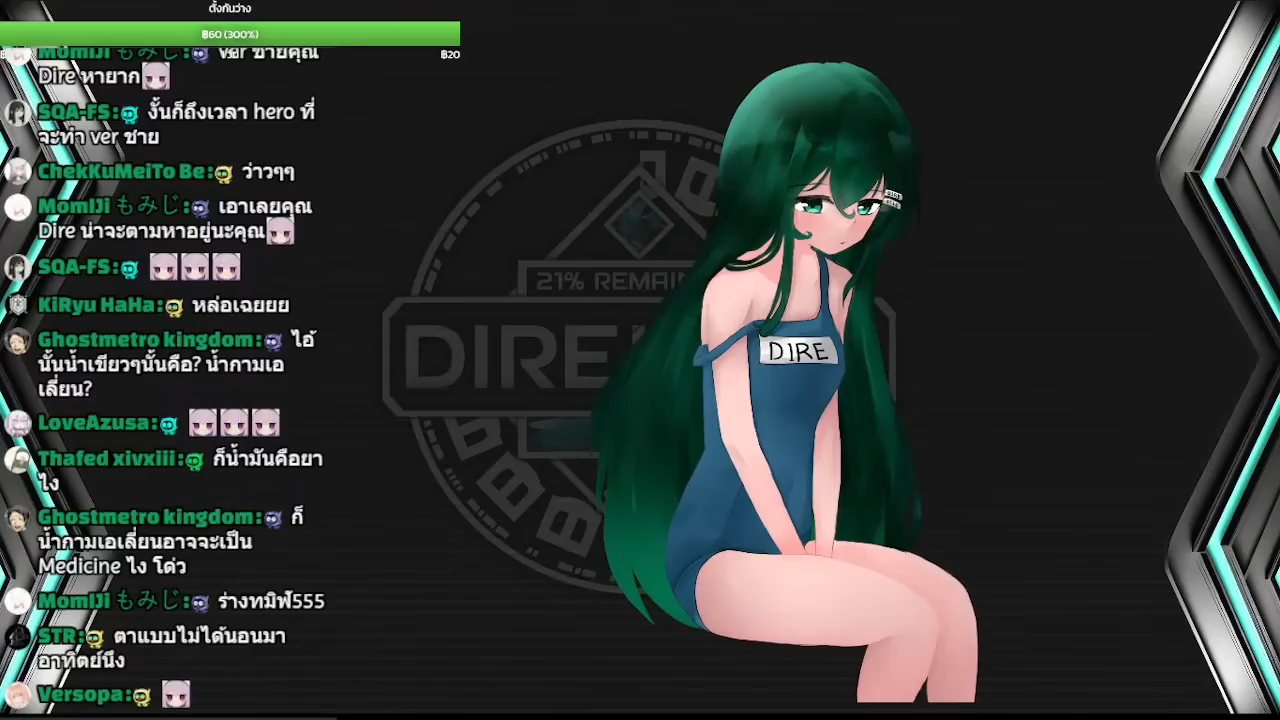 ตั้งกันว่าง
฿60 (300%)
฿20
MomIJi もみじ: ver ชายคุณ
Dire หายาก
SQA-FS: งั้นก็ถึงเวลา hero ที่
จะทำ ver ชาย
ChekKuMeiTo Be: ว่าวๆๆ
MomIJi もみじ: เอาเลยคุณ
Dire น่าจะตามหาอยู่นะคุณ
SQA-FS:
KiRyu HaHa: หล่อเฉยยย
Ghostmetro kingdom: ไอ้
นั้นน้ำเขียวๆนั้นคือ? น้ำกามเอ
เลี่ยน?
LoveAzusa:
Thafed xivxiii: ก็น้ำมันคือยา
ไง
Ghostmetro kingdom: ก็
น้ำกามเอเลี่ยนอาจจะเป็น
Medicine ไง โด่ว
MomIJi もみじ: ร่างทมิฬ555
STR: ตาแบบไม่ได้นอนมา
อาทิตย์นึง
Versopa:
21% REMAIN
DIRE
DIRE